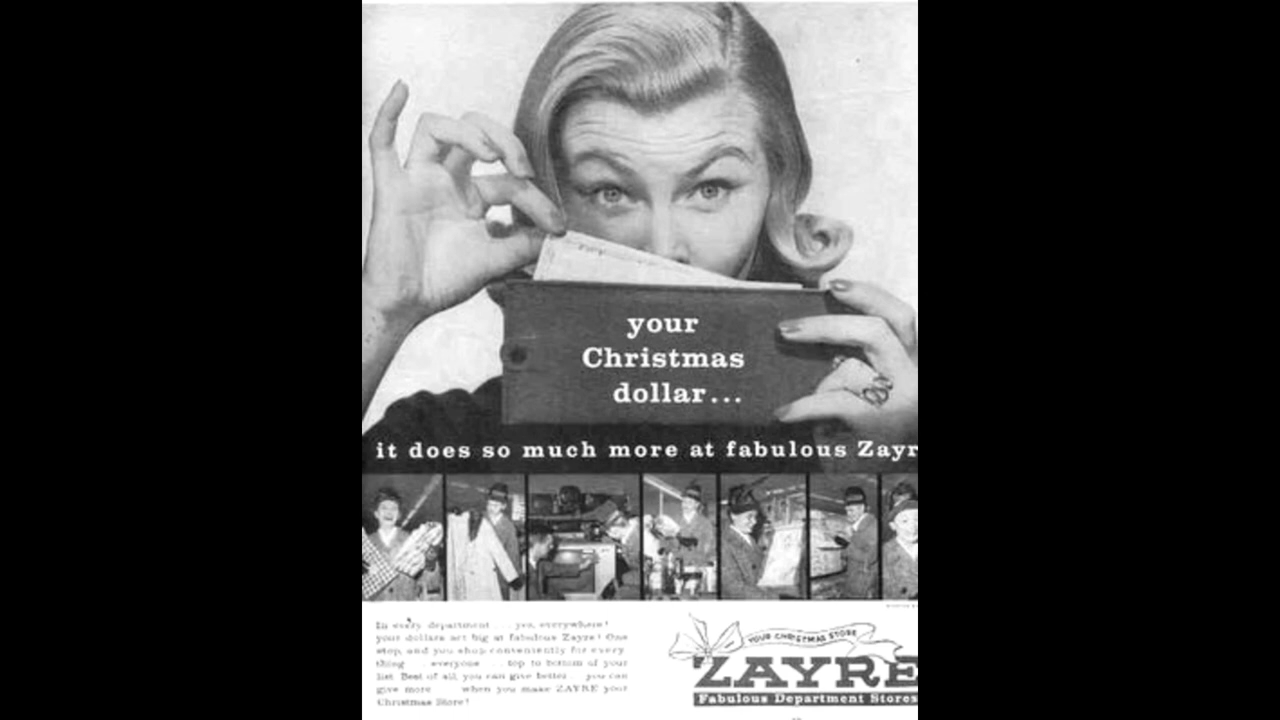 your
Christmas
dollar...
it does so much more at fabulous Zayr
In every department ... yes, everywhere!
your dollars act big at fabulous Zayre! One
stop, and you shop conveniently for every
thing ... everyone ... top to bottom of your
list. Best of all, you can give better ... you can
give more ... when you make ZAYRE your
Christmas Store!
YOUR CHRISTMAS STORE
ZAYRE
Fabulous Department Stores